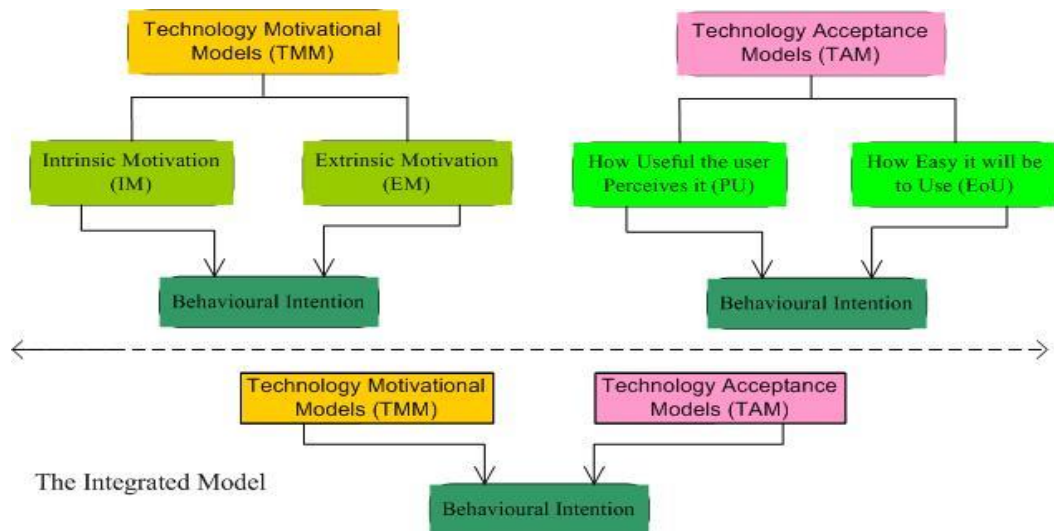 Technology Motivational
Models (TMM)
Technology Acceptance
Models (TAM)
Intrinsic Motivation
(IM)
Extrinsic Motivation
(EM)
How Useful the user
Perceives it (PU)
How Easy it will be
to Use (EoU)
Behavioural Intention
Behavioural Intention
Technology Motivational
Models (TMM)
Technology Acceptance
Models (TAM)
The Integrated Model
Behavioural Intention